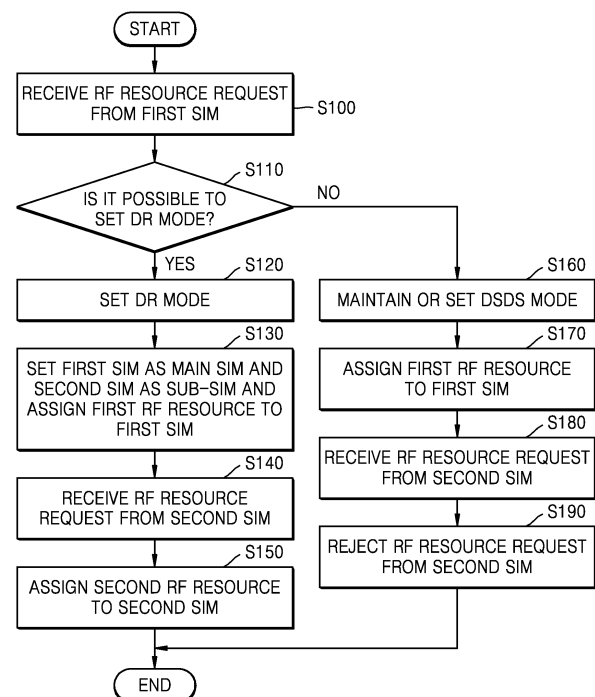 START
RECEIVE RF RESOURCE REQUEST
FROM FIRST SIM
S100
S110
IS IT POSSIBLE TO
SET DR MODE?
NO
YES
S120
SET DR MODE
S130
SET FIRST SIM AS MAIN SIM AND
SECOND SIM AS SUB-SIM AND
ASSIGN FIRST RF RESOURCE TO
FIRST SIM
S140
RECEIVE RF RESOURCE
REQUEST FROM SECOND SIM
S150
ASSIGN SECOND RF RESOURCE
TO SECOND SIM
S160
MAINTAIN OR SET DSDS MODE
S170
ASSIGN FIRST RF RESOURCE
TO FIRST SIM
S180
RECEIVE RF RESOURCE REQUEST
FROM SECOND SIM
S190
REJECT RF RESOURCE REQUEST
FROM SECOND SIM
END